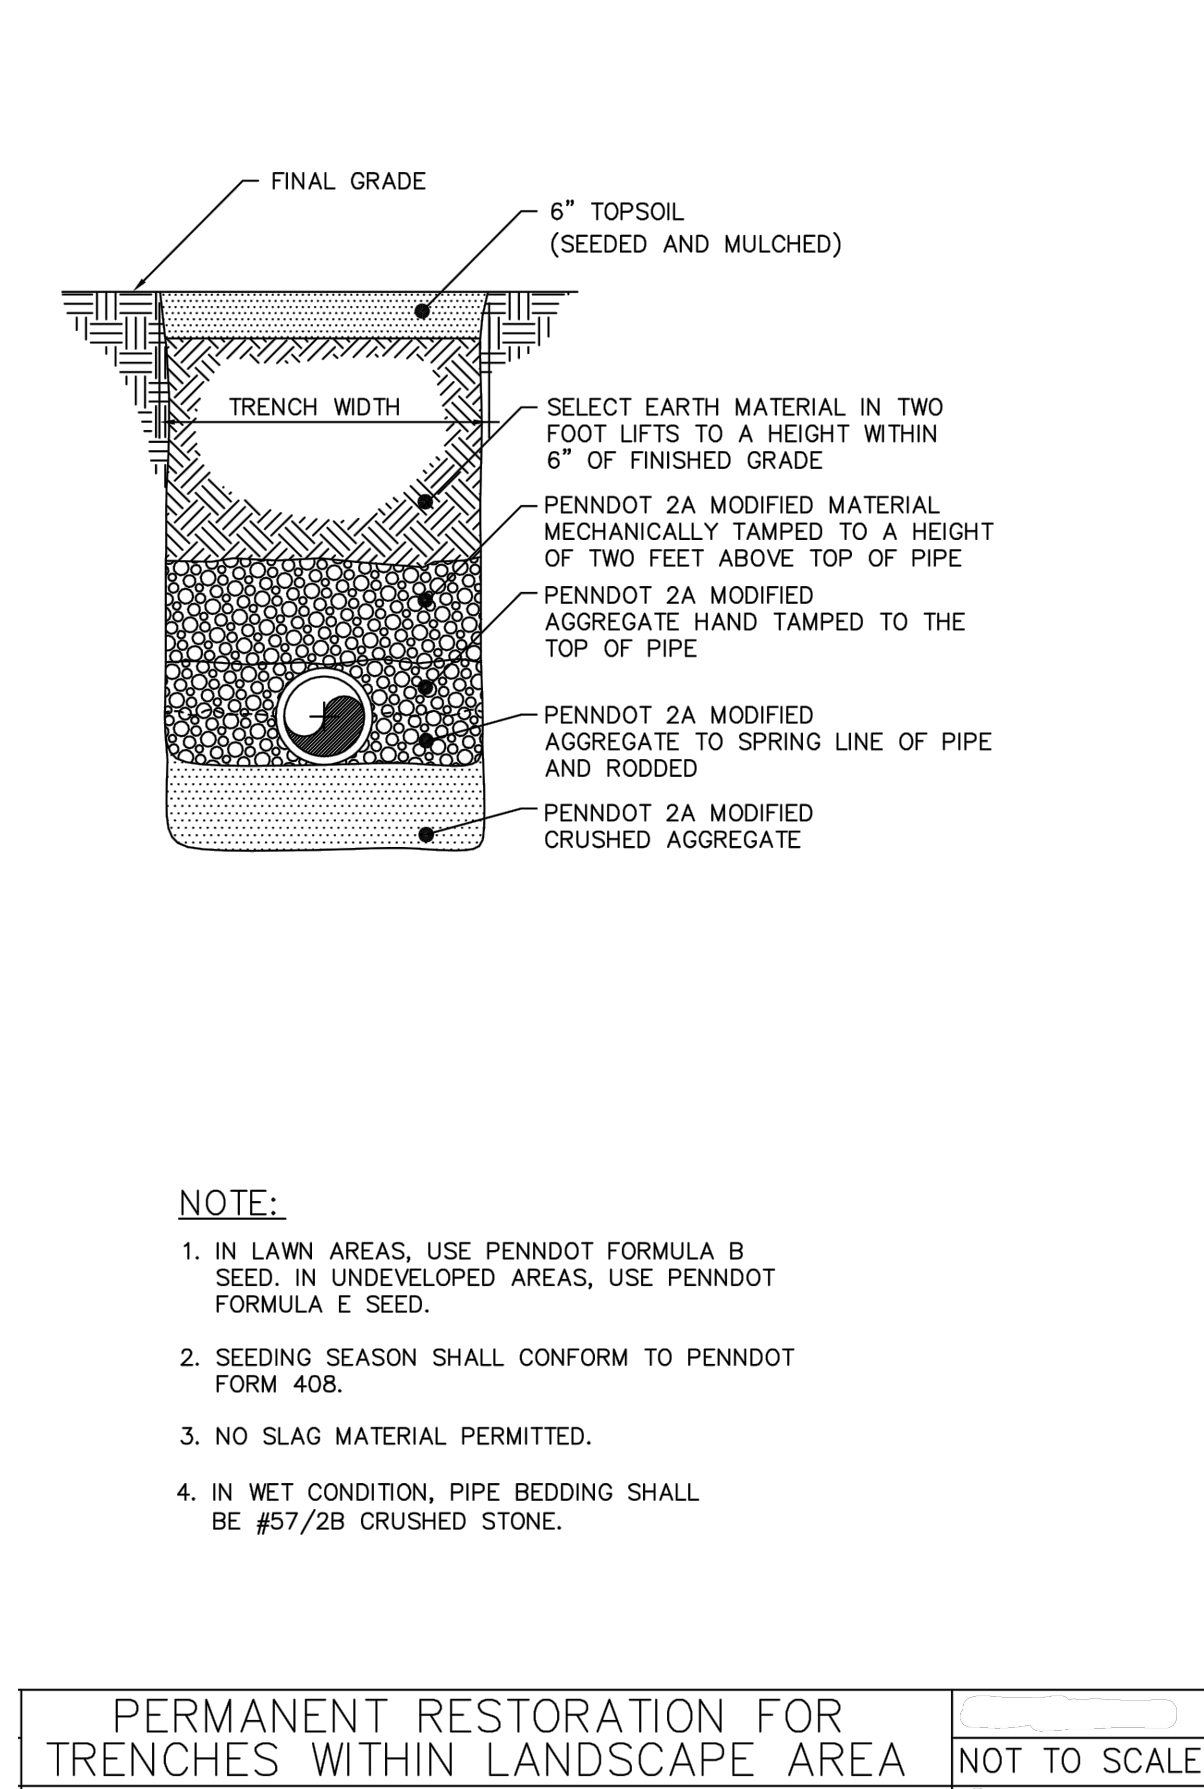 FINAL GRADE
6” TOPSOIL
(SEEDED AND MULCHED)
TRENCH WIDTH
SELECT EARTH MATERIAL IN TWO
FOOT LIFTS TO A HEIGHT WITHIN
6” OF FINISHED GRADE
PENNDOT 2A MODIFIED MATERIAL
MECHANICALLY TAMPED TO A HEIGHT
OF TWO FEET ABOVE TOP OF PIPE
PENNDOT 2A MODIFIED
AGGREGATE HAND TAMPED TO THE
TOP OF PIPE
PENNDOT 2A MODIFIED
AGGREGATE TO SPRING LINE OF PIPE
AND RODDED
PENNDOT 2A MODIFIED
CRUSHED AGGREGATE
NOTE:
1. IN LAWN AREAS, USE PENNDOT FORMULA B
SEED. IN UNDEVELOPED AREAS, USE PENNDOT
FORMULA E SEED.
2. SEEDING SEASON SHALL CONFORM TO PENNDOT
FORM 408.
3. NO SLAG MATERIAL PERMITTED.
4. IN WET CONDITION, PIPE BEDDING SHALL
BE #57/2B CRUSHED STONE.
PERMANENT RESTORATION FOR
TRENCHES WITHIN LANDSCAPE AREA
NOT TO SCALE